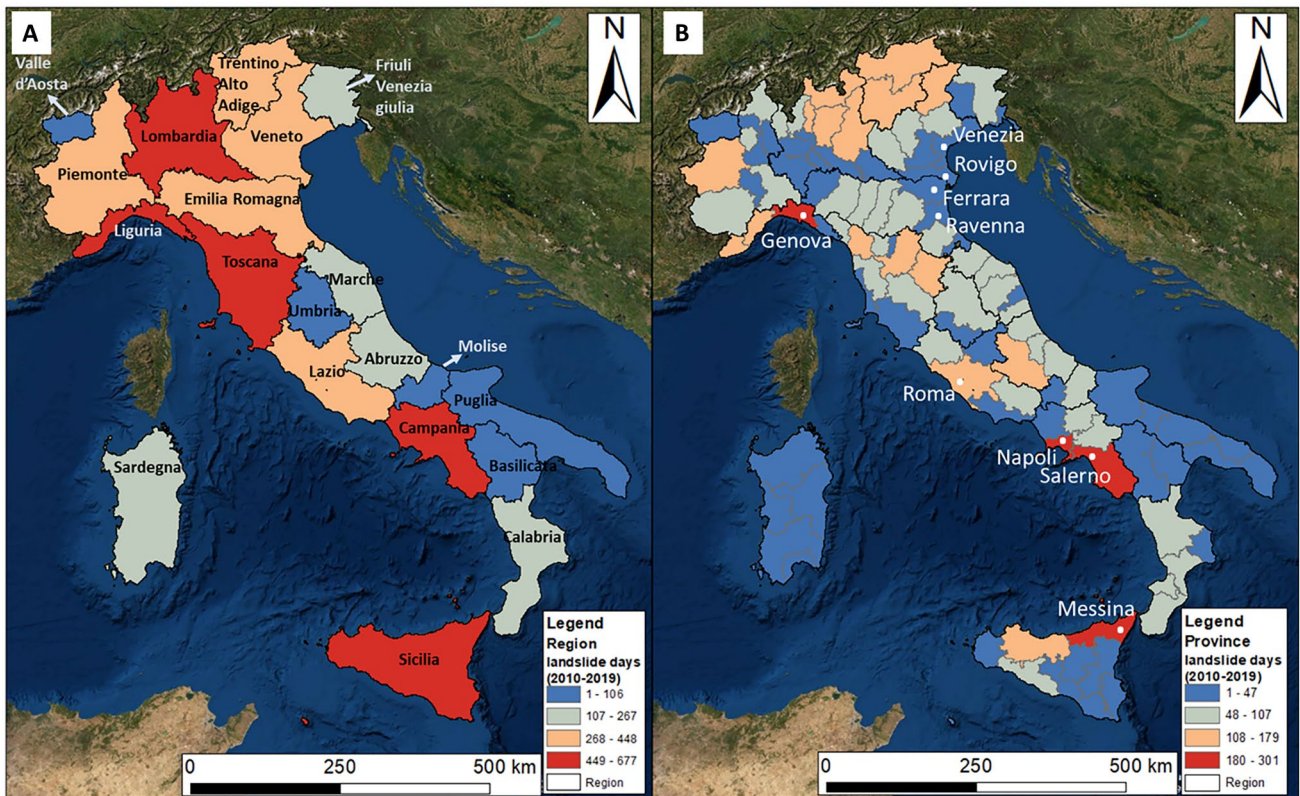 A
N
Valle
d'Aosta
Trentino
Alto
Adige
Friuli
Venezia
giulia
Lombardia
Veneto
Piemonte
Emilia Romagna
Liguria
Toscana
Marche
Umbria
Abruzzo
Molise
Lazio
Puglia
Campania
Basilicata
Sardegna
Calabria
Sicilia
Legend
Region
landslide days
(2010-2019)
1 - 106
107 - 267
268 - 448
449 - 677
Region
0 250 500 km
B
N
Venezia
Rovigo
Ferrara
Ravenna
Genova
Roma
Napoli
Salerno
Messina
Legend
Province
landslide days
(2010-2019)
1 - 47
48 - 107
108 - 179
180 - 301
Region
0 250 500 km